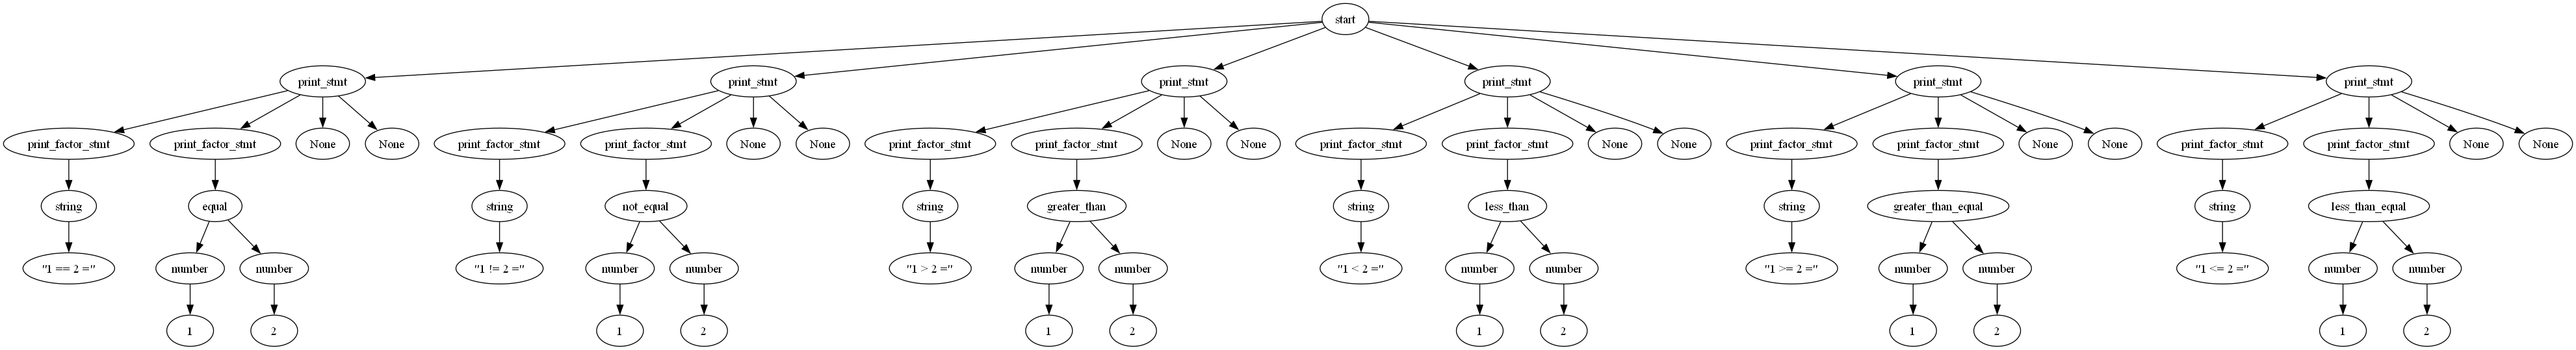 start
print_stmt print_stmt print_stmt print_stmt print_stmt print_stmt
print_factor_stmt print_factor_stmt None None print_factor_stmt print_factor_stmt None None print_factor_stmt print_factor_stmt None None print_factor_stmt print_factor_stmt None None print_factor_stmt print_factor_stmt None None print_factor_stmt print_factor_stmt None None
string equal string not_equal string greater_than string less_than string greater_than_equal string less_than_equal
"1 == 2 =" number number "1 != 2 =" number number "1 > 2 =" number number "1 < 2 =" number number "1 >= 2 =" number number "1 <= 2 =" number number
1 2 1 2 1 2 1 2 1 2 1 2